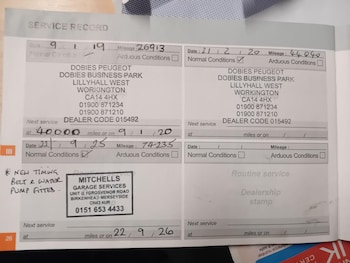 SERVICE RECORD
Date 9 / 1 / 19 Mileage 26913
Arduous Conditions
DOBIES PEUGEOT
DOBIES BUSINESS PARK
LILLYHALL WEST
WORKINGTON
CA14 4HX
01900 871234
01900 871210
DEALER CODE 015492
Next service
at 40000 miles or on 9 / 1 / 20
Date 21 / 2 / 20 Mileage
Normal Conditions Arduous Conditions
DOBIES PEUGEOT
DOBIES BUSINESS PARK
LILLYHALL WEST
WORKINGTON
CA14 4HX
01900 871234
01900 871210
DEALER CODE 015492
Next service
at miles or on / /
Date / 9 / 25 Mileage 74235
Normal Conditions Arduous Conditions
* NEW TIMING
BELT & WATER
PUMP FITTED.
MITCHELLS
GARAGE SERVICES
GROSVENOR ROAD
BIRKENHEAD MERSEYSIDE
0151 653 4433
Next service
at miles or on 22 / 9 / 26
Date / / Mileage
Normal Conditions Arduous Conditions
Routine service
Dealership
stamp
Next service
at miles or on / /